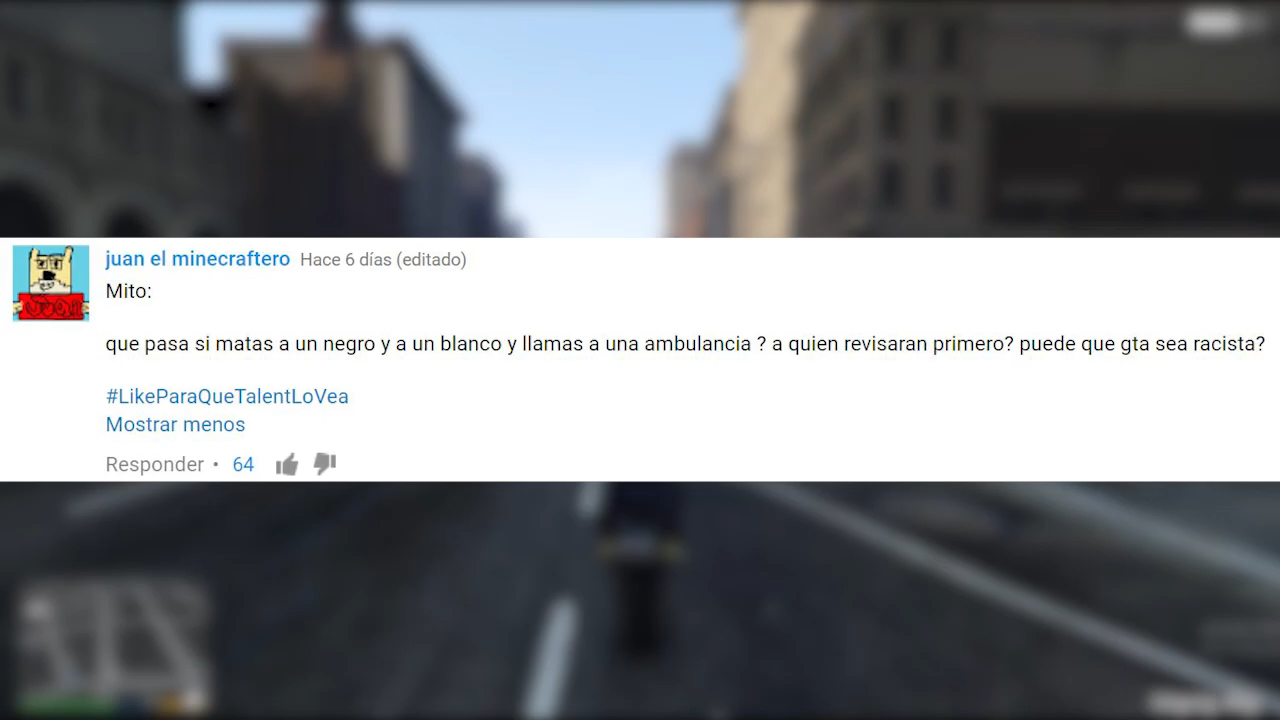 juan el minecraftero Hace 6 días (editado)
Mito:
que pasa si matas a un negro y a un blanco y llamas a una ambulancia ? a quien revisaran primero? puede que gta sea racista?
#LikeParaQueTalentLoVea
Mostrar menos
Responder • 64